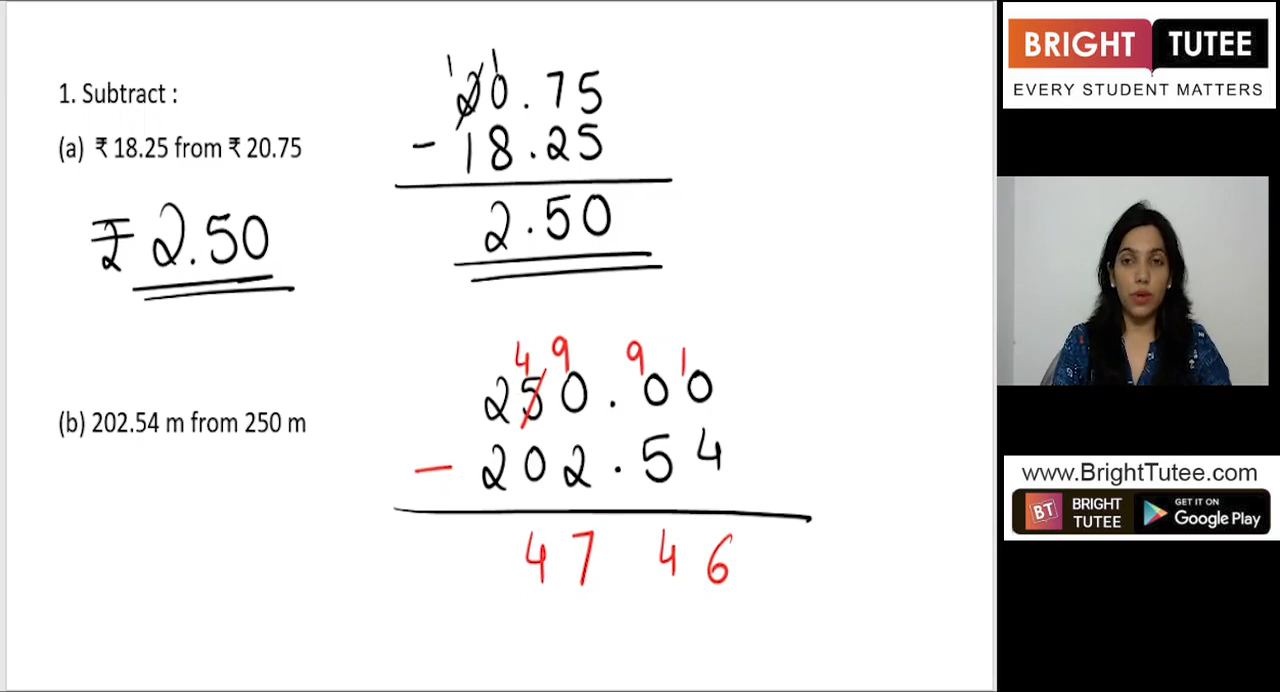 1. Subtract :
(a) ₹ 18.25 from ₹ 20.75
₹ 2.50
1 1
20.75
- 18.25
2.50
(b) 202.54 m from 250 m
4 9 9 1
250.00
- 202.54
47 46
BRIGHT TUTEE
EVERY STUDENT MATTERS
www.BrightTutee.com
BT BRIGHT TUTEE
GET IT ON
Google Play